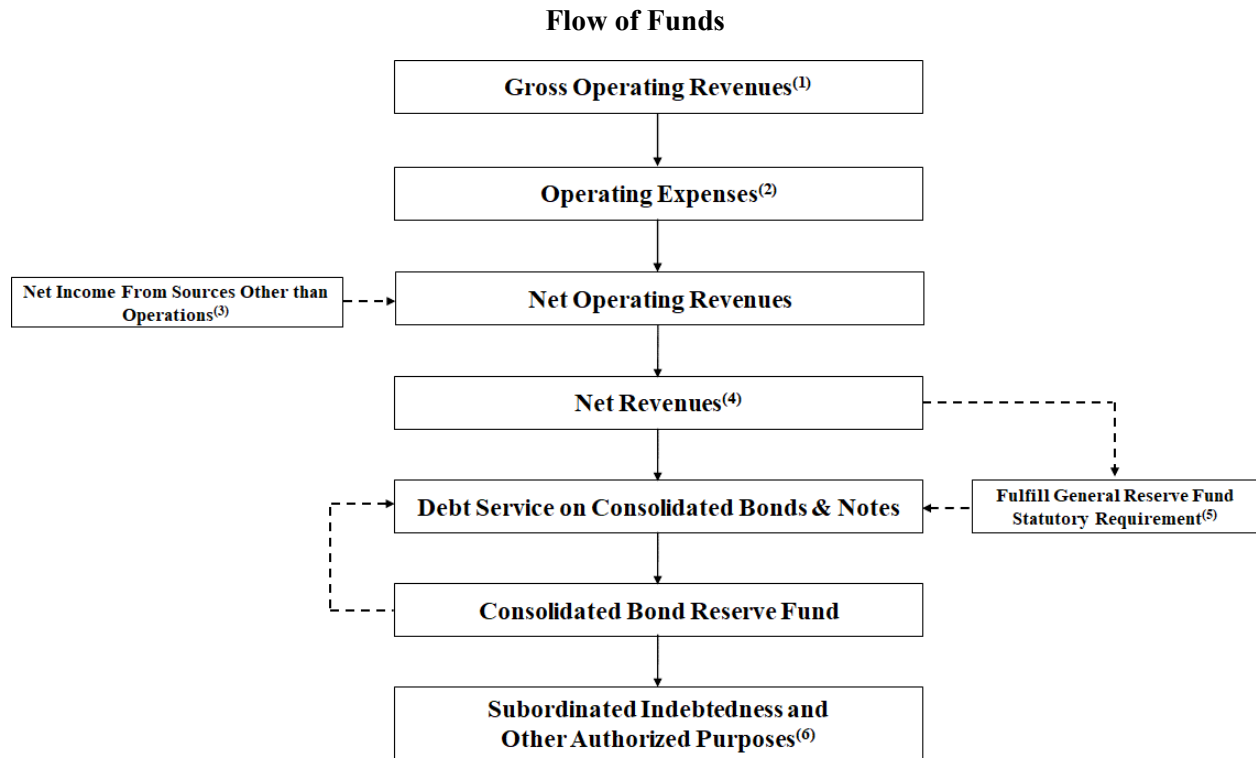 Flow of Funds
Gross Operating Revenues(1)
Operating Expenses(2)
Net Income From Sources Other than
Operations(3)
Net Operating Revenues
Net Revenues(4)
Debt Service on Consolidated Bonds & Notes
Fulfill General Reserve Fund
Statutory Requirement(5)
Consolidated Bond Reserve Fund
Subordinated Indebtedness and
Other Authorized Purposes(6)